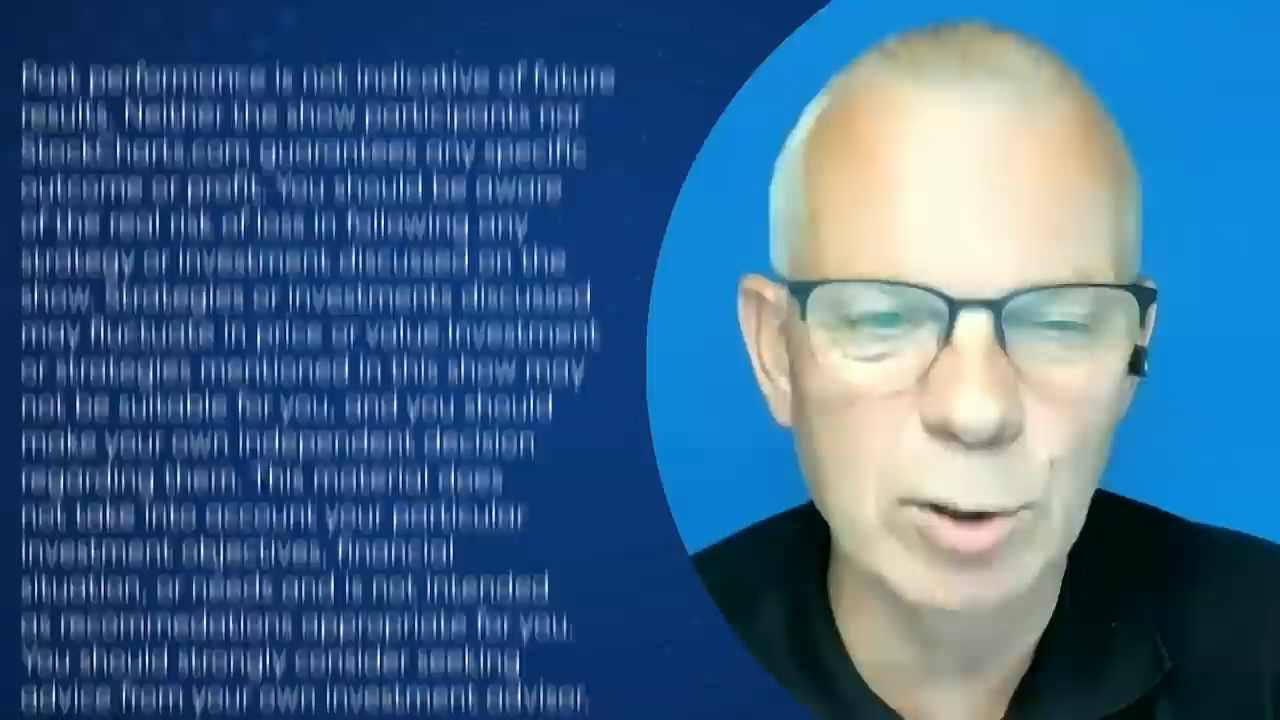 Past performance is not indicative of future
results. Neither the show participants nor
StockCharts.com guarantees any specific
outcome or profit. You should be aware
of the real risk of loss in following any
strategy or investment discussed on the
show. Strategies or investments discussed
may fluctuate in price or value Investment
or strategies mentioned in this show may
not be suitable for you, and you should
make your own independent decision
regarding them. This material does
not take into account your particular
investment objectives, financial
situation, or needs and is not intended
as recommedations appropriate for you.
You should strongly consider seeking
advice from your own investment advisor.